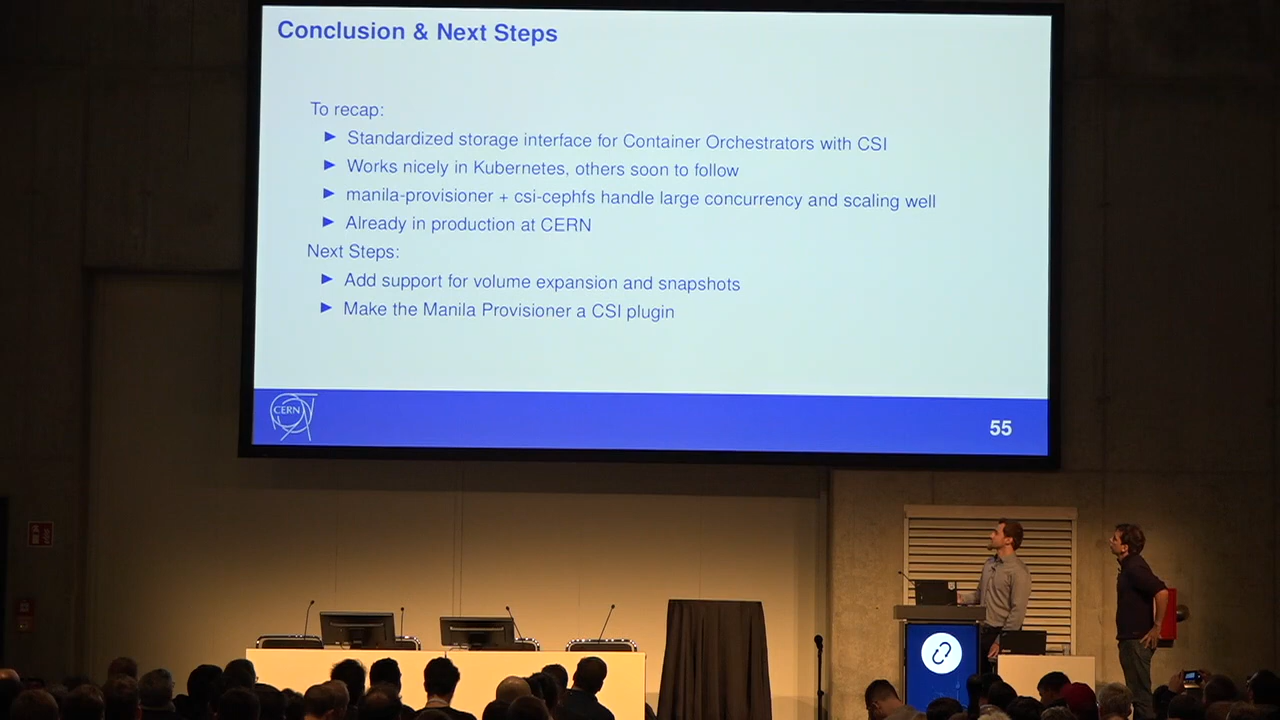 Conclusion & Next Steps
To recap:
► Standardized storage interface for Container Orchestrators with CSI
► Works nicely in Kubernetes, others soon to follow
► manila-provisioner + csi-cephfs handle large concurrency and scaling well
► Already in production at CERN
Next Steps:
► Add support for volume expansion and snapshots
► Make the Manila Provisioner a CSI plugin
CERN
55